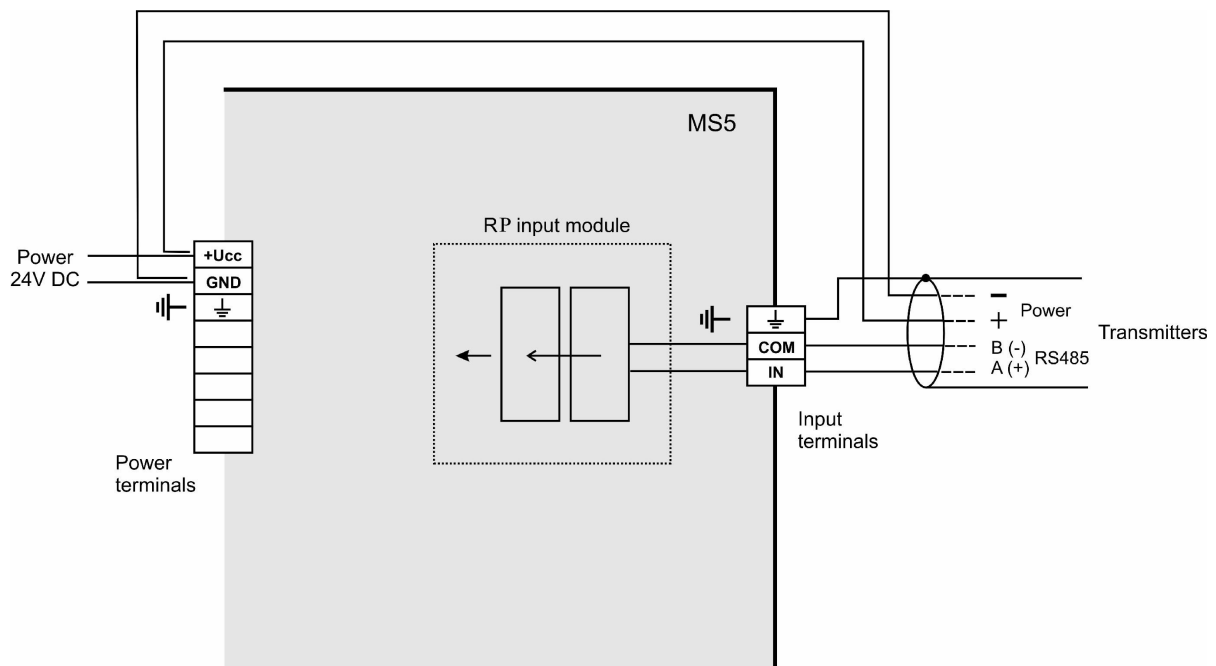 MS5
RP input module
Power
24V DC
+Ucc
GND
COM
IN
Power
terminals
Input
terminals
-
+
Power
B (-)
A (+)
RS485
Transmitters